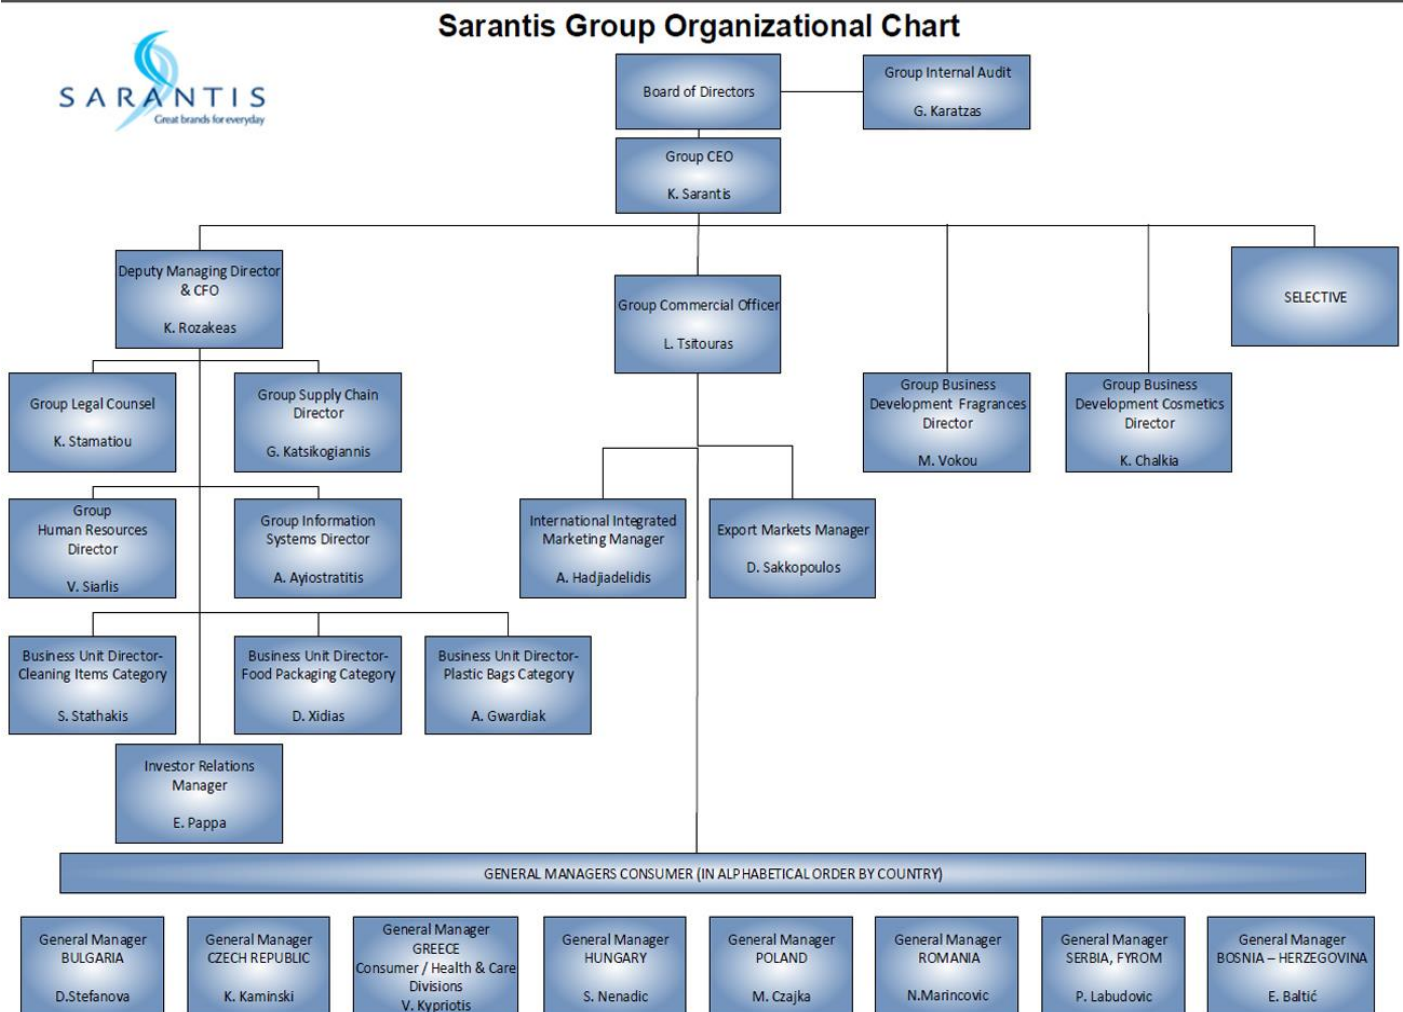 Sarantis Group Organizational Chart
SARANTIS
Great brands for everyday
Board of Directors
Group Internal Audit
G. Karatzas
Group CEO
K. Sarantis
Deputy Managing Director
& CFO
K. Rozakeas
Group Commercial Officer
L. Tsitouras
SELECTIVE
Group Legal Counsel
K. Stamatiou
Group Supply Chain
Director
G. Katsikogiannis
Group Business
Development Fragrances
Director
M. Vokou
Group Business
Development Cosmetics
Director
K. Chalkia
Group
Human Resources
Director
V. Siarlis
Group Information
Systems Director
A. Ayiostratitis
International Integrated
Marketing Manager
A. Hadjiadelidis
Export Markets Manager
D. Sakkopoulos
Business Unit Director-
Cleaning Items Category
S. Stathakis
Business Unit Director-
Food Packaging Category
D. Xidias
Business Unit Director-
Plastic Bags Category
A. Gwardiak
Investor Relations
Manager
E. Pappa
GENERAL MANAGERS CONSUMER (IN ALPHABETICAL ORDER BY COUNTRY)
General Manager
BULGARIA
D.Stefanova
General Manager
CZECH REPUBLIC
K. Kaminski
General Manager
GREECE
Consumer / Health & Care
Divisions
V. Kypriotis
General Manager
HUNGARY
S. Nenadic
General Manager
POLAND
M. Czajka
General Manager
ROMANIA
N.Marincovic
General Manager
SERBIA, FYROM
P. Labudovic
General Manager
BOSNIA – HERZEGOVINA
E. Baltić